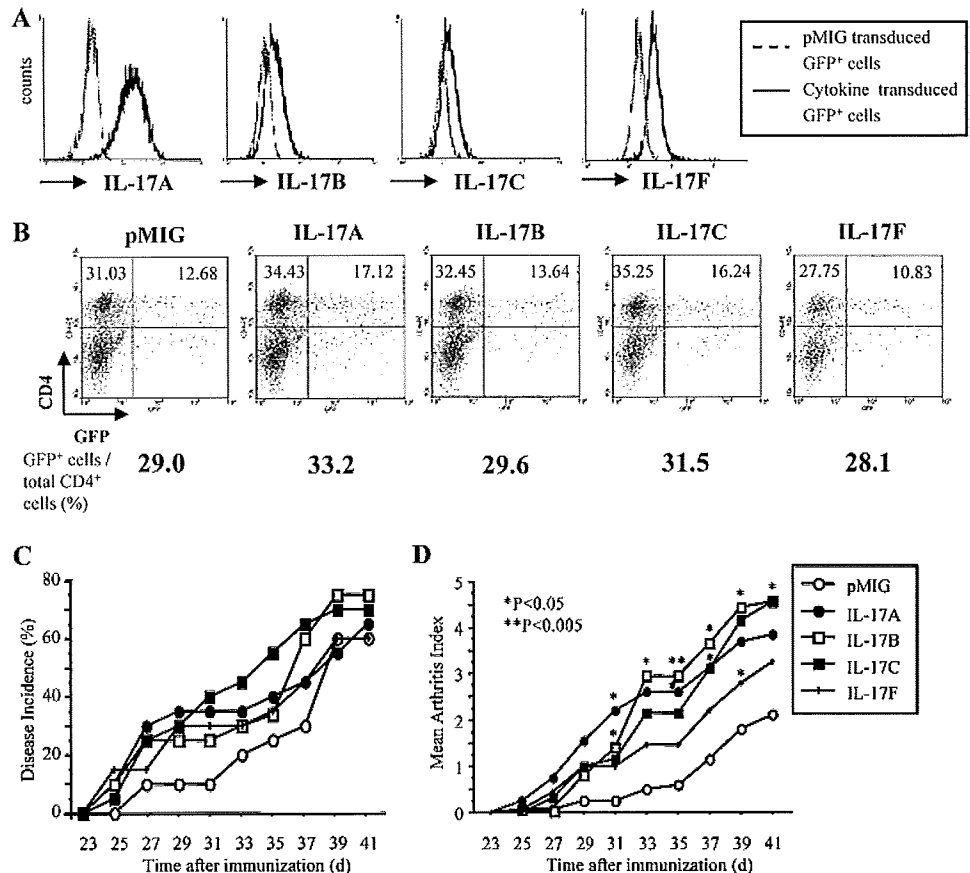 A
counts
IL-17A
IL-17B
IL-17C
IL-17F
pMIG transduced
GFP+ cells
Cytokine transduced
GFP+ cells
B
pMIG
IL-17A
IL-17B
IL-17C
IL-17F
31.03 12.68
34.43 17.12
32.45 13.64
35.25 16.24
27.75 10.83
CD4
GFP
GFP+ cells /
total CD4+
cells (%)
29.0
33.2
29.6
31.5
28.1
C
Disease Incidence (%)
80
60
40
20
0
23 25 27 29 31 33 35 37 39 41
Time after immunization (d)
D
Mean Arthritis Index
5
4
3
2
1
0
*P<0.05
**P<0.005
* * ** * * * * * *
23 25 27 29 31 33 35 37 39 41
Time after immunization (d)
pMIG
IL-17A
IL-17B
IL-17C
IL-17F